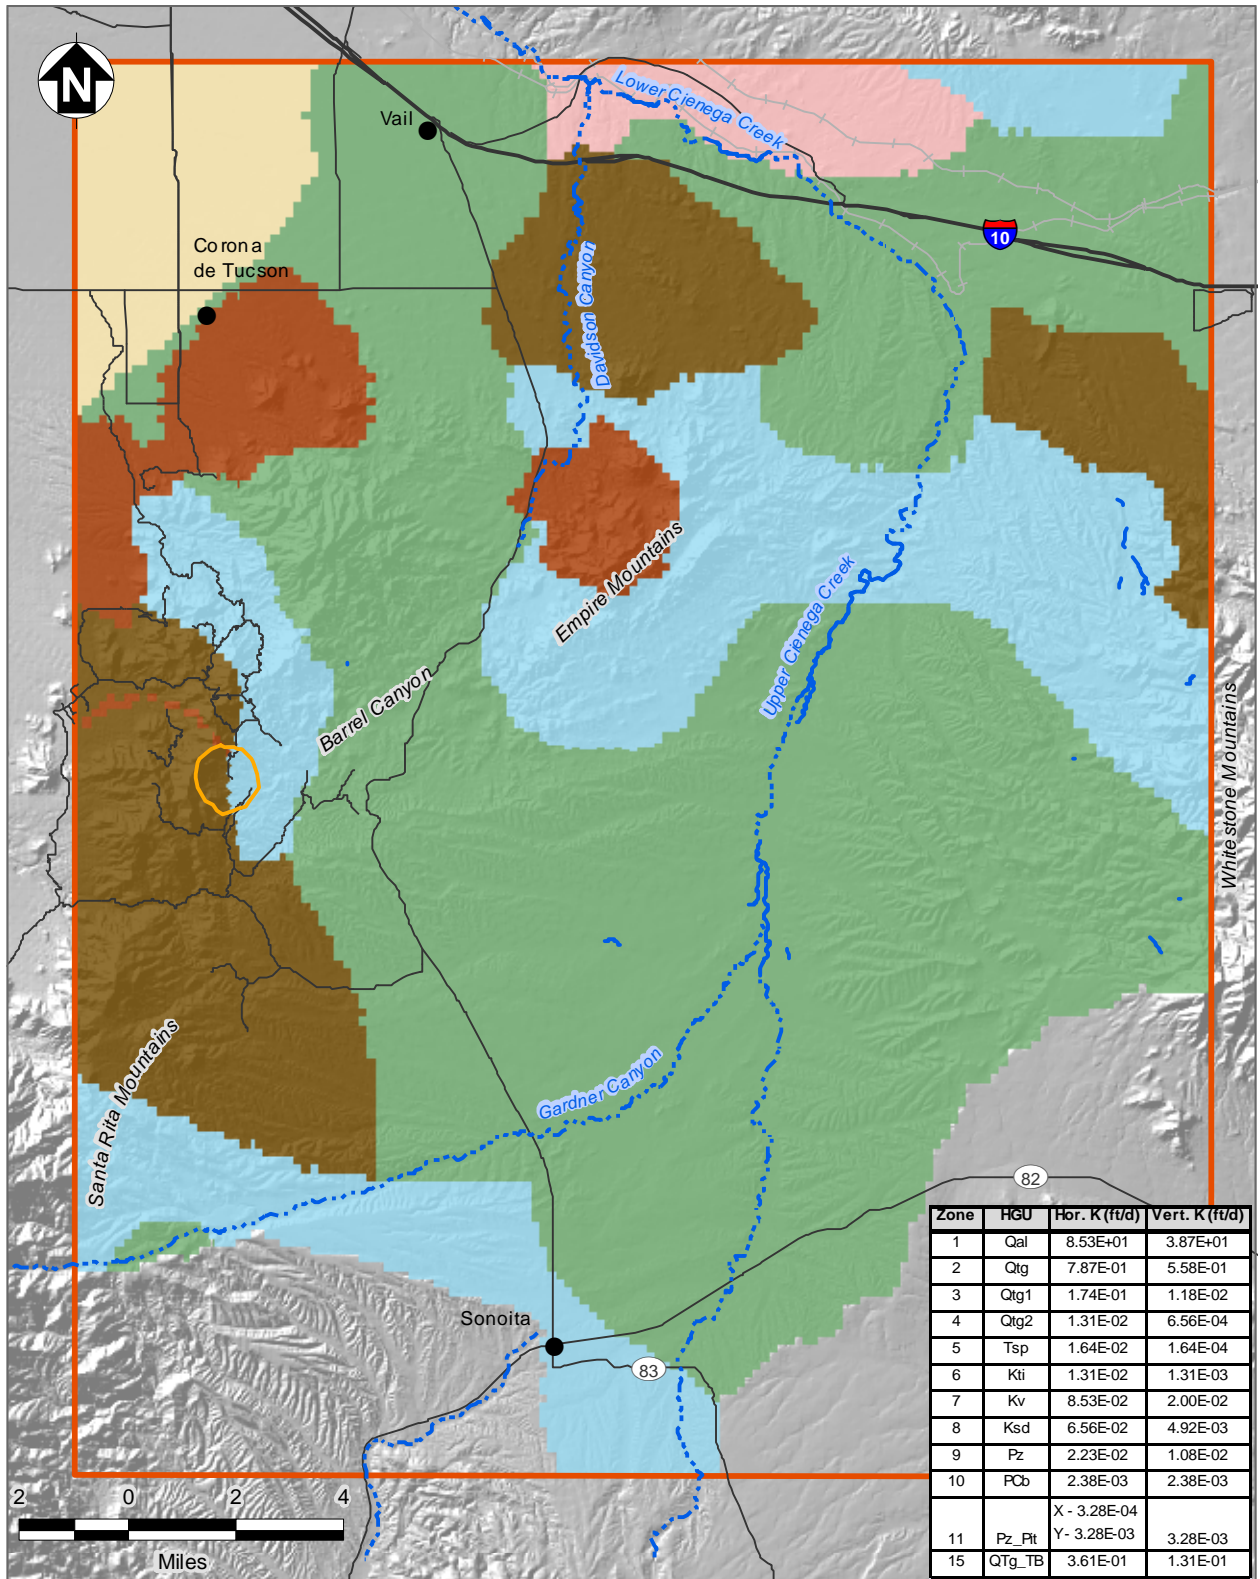 N
Lower Cienega Creek
Vail
10
Corona
de Tucson
Davidson Canyon
Empire Mountains
Upper Cienega Creek
Barrel Canyon
Whitestone Mountains
Santa Rita Mountains
Gardner Canyon
82
Sonoita
83
Zone HGU Hor. K (ft/d) Vert. K (ft/d)
1 Qal 8.53E+01 3.87E+01
2 Qtg 7.87E-01 5.58E-01
3 Qtg1 1.74E-01 1.18E-02
4 Qtg2 1.31E-02 6.56E-04
5 Tsp 1.64E-02 1.64E-04
6 Kti 1.31E-02 1.31E-03
7 Kv 8.53E-02 2.00E-02
8 Ksd 6.56E-02 4.92E-03
9 Pz 2.23E-02 1.08E-02
10 PCb 2.38E-03 2.38E-03
11 Pz_Pit X - 3.28E-04 Y - 3.28E-03 3.28E-03
15 QTg_TB 3.61E-01 1.31E-01
2 0 2 4
Miles